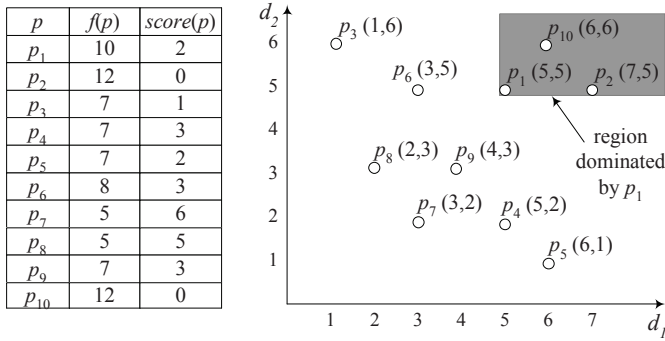 p f(p) score(p)
p1 10 2
p2 12 0
p3 7 1
p4 7 3
p5 7 2
p6 8 3
p7 5 6
p8 5 5
p9 7 3
p10 12 0
d2
6
5
4
3
2
1
1 2 3 4 5 6 7 d1
p3 (1,6)
p10 (6,6)
p6 (3,5)
p1 (5,5)
p2 (7,5)
region
dominated
by p1
p8 (2,3)
p9 (4,3)
p7 (3,2)
p4 (5,2)
p5 (6,1)